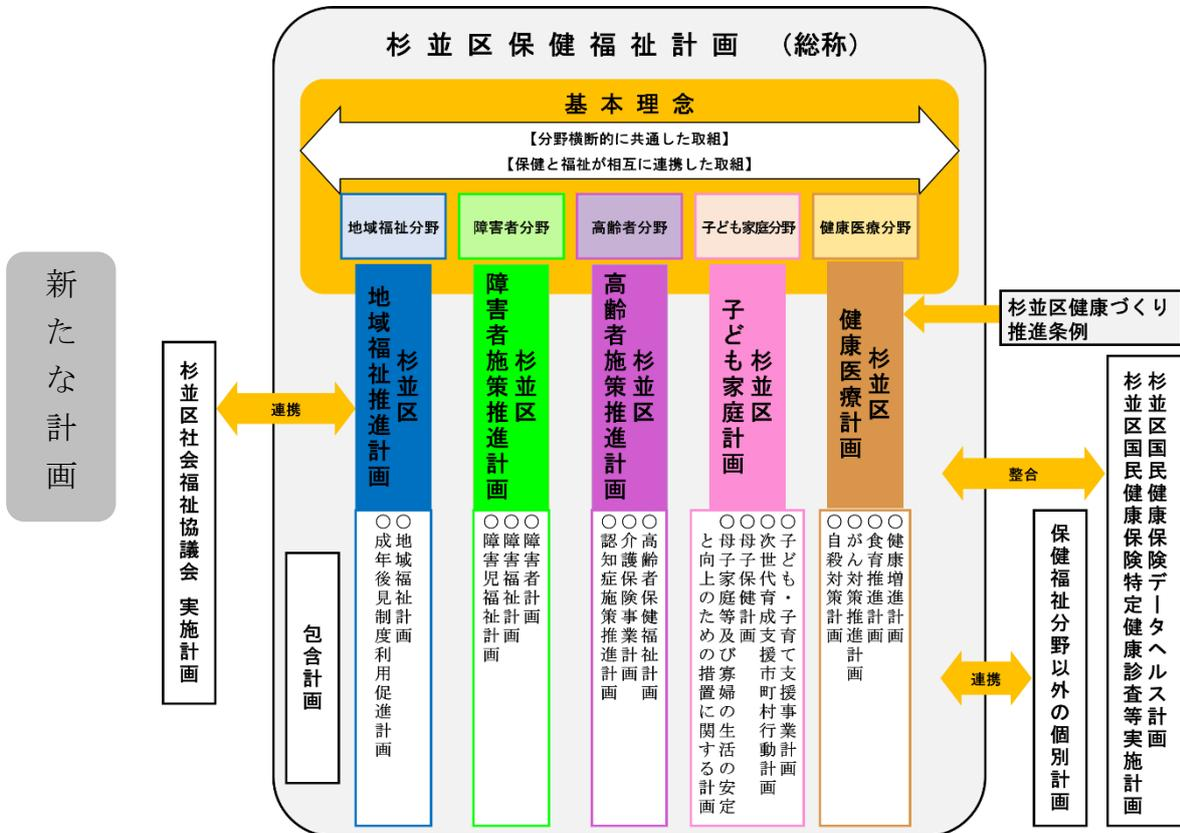 杉並区保健福祉計画 （総称）
基本理念
【分野横断的に共通した取組】
【保健と福祉が相互に連携した取組】
地域福祉分野
障害者分野
高齢者分野
子ども家庭分野
健康医療分野
新たな計画
杉並区社会福祉協議会 実施計画
連携
包含計画
杉並区
地域福祉推進計画
○地域福祉計画
○成年後見制度利用促進計画
杉並区
障害者施策推進計画
○障害者計画
○障害福祉計画
○障害児福祉計画
杉並区
高齢者施策推進計画
○高齢者保健福祉計画
○介護保険事業計画
○認知症施策推進計画
杉並区
子ども家庭計画
○子ども・子育て支援事業計画
○次世代育成支援市町村行動計画
○母子保健計画
○母子家庭等及び寡婦の生活の安定
と向上のための措置に関する計画
杉並区
健康医療計画
○健康増進計画
○食育推進計画
○がん対策推進計画
○自殺対策計画
杉並区健康づくり
推進条例
整合
杉並区国民健康保険データヘルス計画
杉並区国民健康保険特定健康診査等実施計画
連携
保健福祉分野以外の個別計画